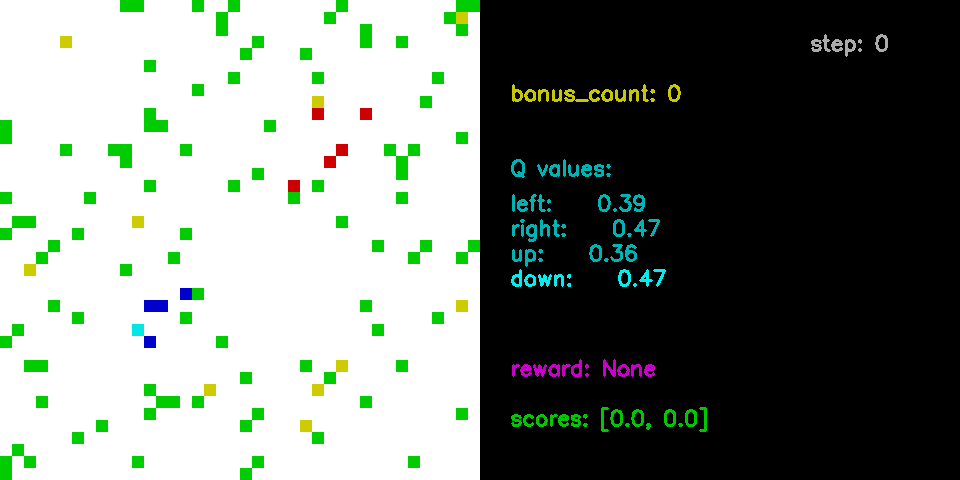 step: 0
bonus_count: 0
Q values:
left: 0.39
right: 0.47
up: 0.36
down: 0.47
reward: None
scores: [0.0, 0.0]